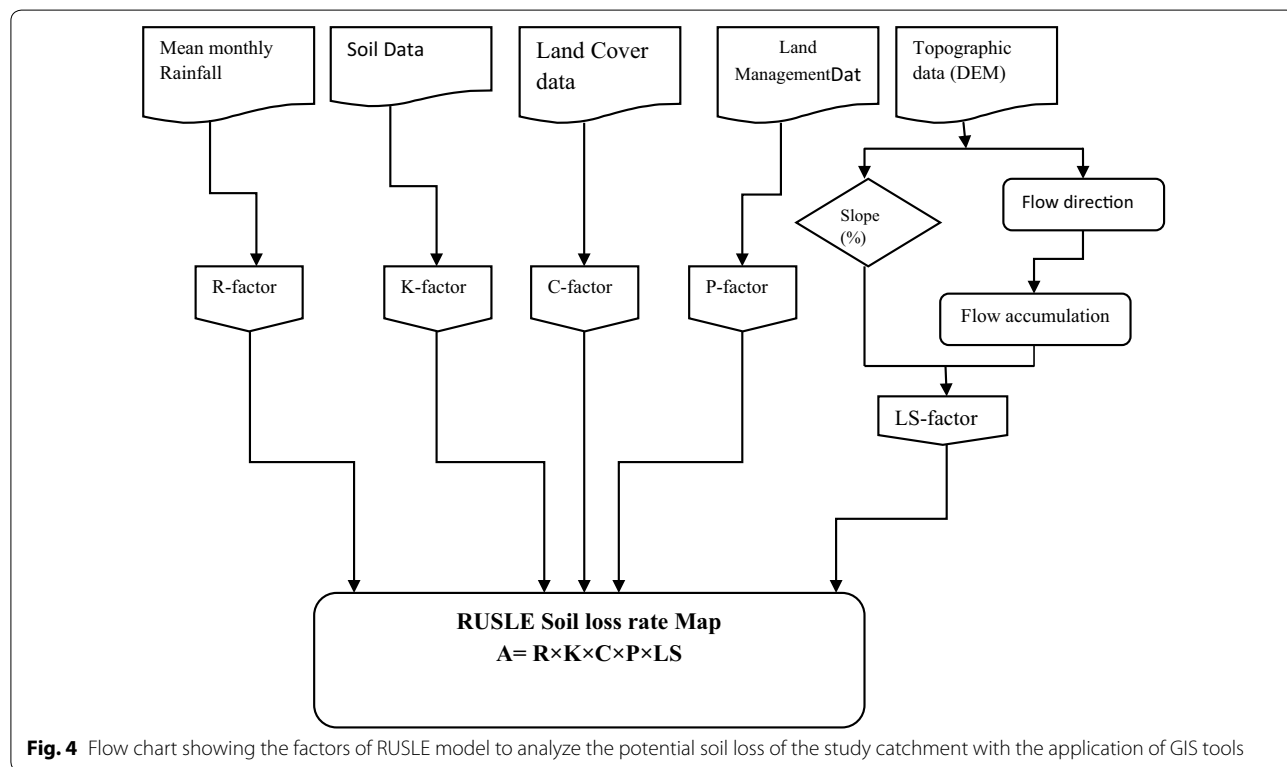 Mean monthly
Rainfall
Soil Data
Land Cover
data
Land
ManagementDat
Topographic
data (DEM)
Slope
(%)
Flow direction
R-factor
K-factor
C-factor
P-factor
Flow accumulation
LS-factor
RUSLE Soil loss rate Map
A= R×K×C×P×LS
Fig. 4 Flow chart showing the factors of RUSLE model to analyze the potential soil loss of the study catchment with the application of GIS tools